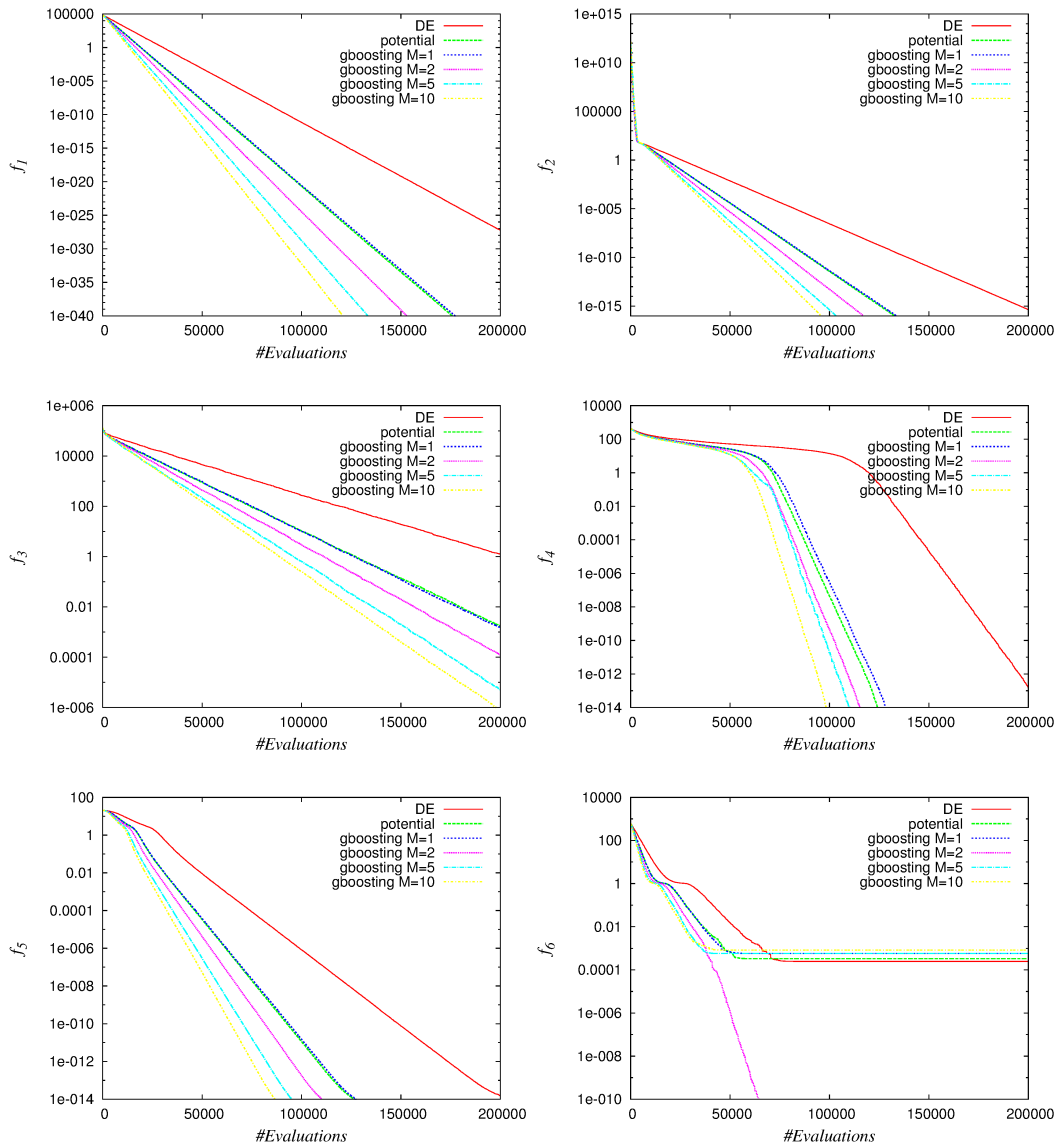 100000
1
1e-005
1e-010
1e-015
1e-020
1e-025
1e-030
1e-035
1e-040
0
50000
100000
150000
200000
f1
#Evaluations
DE
potential
gboosting M=1
gboosting M=2
gboosting M=5
gboosting M=10
1e+015
1e+010
100000
1
1e-005
1e-010
1e-015
0
50000
100000
150000
200000
f2
#Evaluations
DE
potential
gboosting M=1
gboosting M=2
gboosting M=5
gboosting M=10
1e+006
10000
100
1
0.01
0.0001
1e-006
0
50000
100000
150000
200000
f3
#Evaluations
DE
potential
gboosting M=1
gboosting M=2
gboosting M=5
gboosting M=10
10000
100
1
0.01
0.0001
1e-006
1e-008
1e-010
1e-012
1e-014
0
50000
100000
150000
200000
f4
#Evaluations
DE
potential
gboosting M=1
gboosting M=2
gboosting M=5
gboosting M=10
100
1
0.01
0.0001
1e-006
1e-008
1e-010
1e-012
1e-014
0
50000
100000
150000
200000
f5
#Evaluations
DE
potential
gboosting M=1
gboosting M=2
gboosting M=5
gboosting M=10
10000
100
1
0.01
0.0001
1e-006
1e-008
1e-010
0
50000
100000
150000
200000
f6
#Evaluations
DE
potential
gboosting M=1
gboosting M=2
gboosting M=5
gboosting M=10